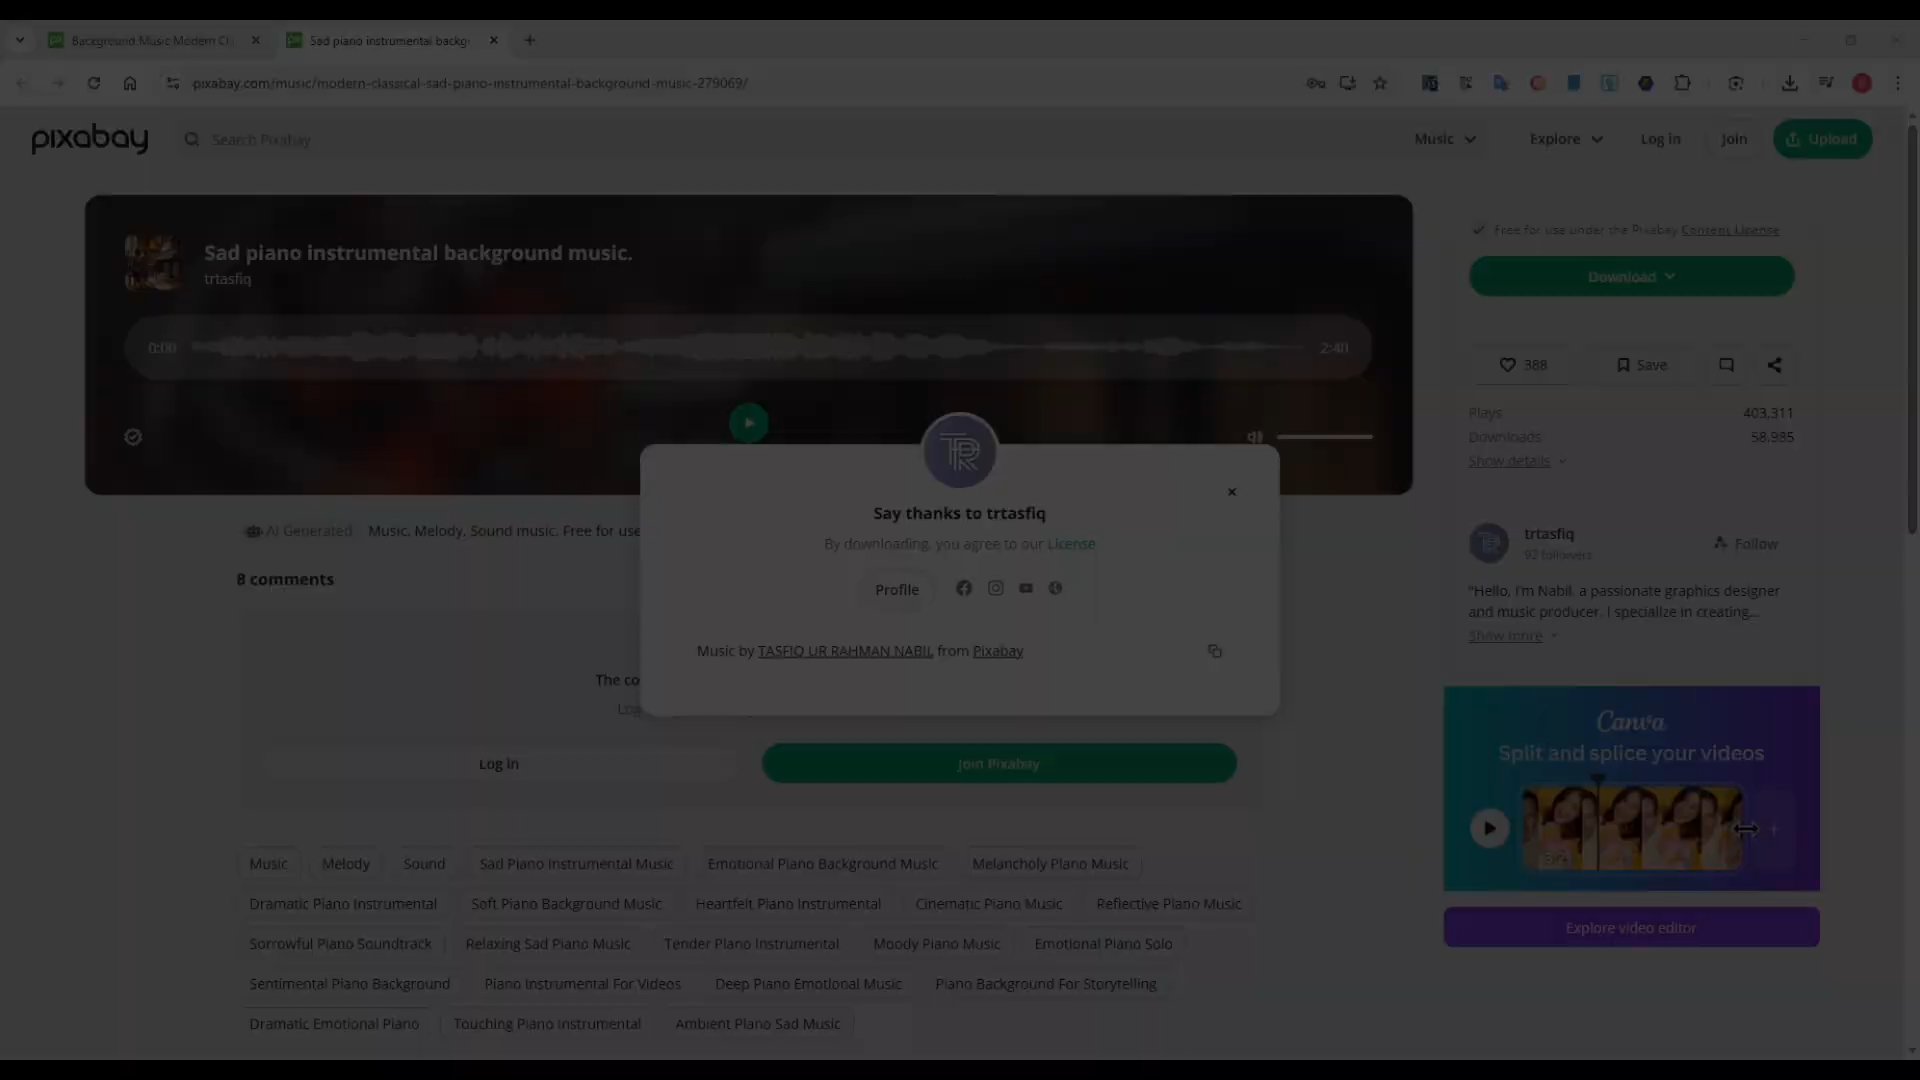 Background Music Modern Cl
Sad piano instrumental backg
pixabay.com/music/modern-classical-sad-piano-instrumental-background-music-279069/
pixabay
Search Pixabay
Music
Explore
Log in
Join
Upload
Sad piano instrumental background music.
trtasfiq
0:00
2:40
Free for use under the Pixabay Content License
Download
388
Save
Plays
403,311
Downloads
58,985
Show details
trtasfiq
92 followers
Follow
"Hello, I'm Nabil, a passionate graphics designer
and music producer. I specialize in creating...
Show more
AI Generated
Music, Melody, Sound music. Free for use
8 comments
The co
Log
Log in
Join Pixabay
Say thanks to trtasfiq
By downloading, you agree to our License
Profile
Music by TASFIQ UR RAHMAN NABIL from Pixabay
Canva
Split and splice your videos
Explore video editor
Music
Melody
Sound
Sad Piano Instrumental Music
Emotional Piano Background Music
Melancholy Piano Music
Dramatic Piano Instrumental
Soft Piano Background Music
Heartfelt Piano Instrumental
Cinematic Piano Music
Reflective Piano Music
Sorrowful Piano Soundtrack
Relaxing Sad Piano Music
Tender Piano Instrumental
Moody Piano Music
Emotional Piano Solo
Sentimental Piano Background
Piano Instrumental For Videos
Deep Piano Emotional Music
Piano Background For Storytelling
Dramatic Emotional Piano
Touching Piano Instrumental
Ambient Piano Sad Music